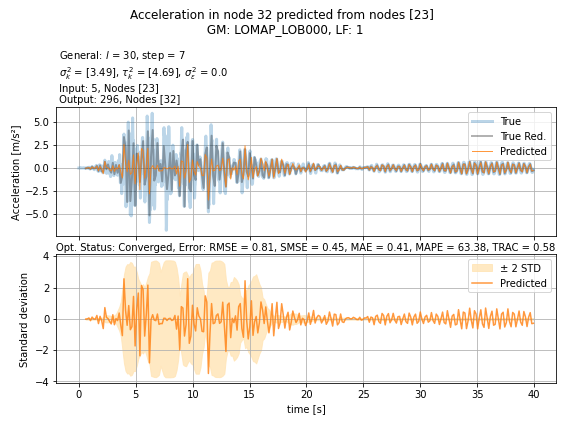 Acceleration in node 32 predicted from nodes [23]
GM: LOMAP_LOB000, LF: 1
General: l = 30, step = 7
σ²ₖ = [3.49], τ²ₖ = [4.69], σ²ₛ = 0.0
Input: 5, Nodes [23]
Output: 296, Nodes [32]
Acceleration [m/s²]
5.0
2.5
0.0
−2.5
−5.0
True
True Red.
Predicted
Opt. Status: Converged, Error: RMSE = 0.81, SMSE = 0.45, MAE = 0.41, MAPE = 63.38, TRAC = 0.58
Standard deviation
4
2
0
−2
−4
± 2 STD
Predicted
0 5 10 15 20 25 30 35 40
time [s]